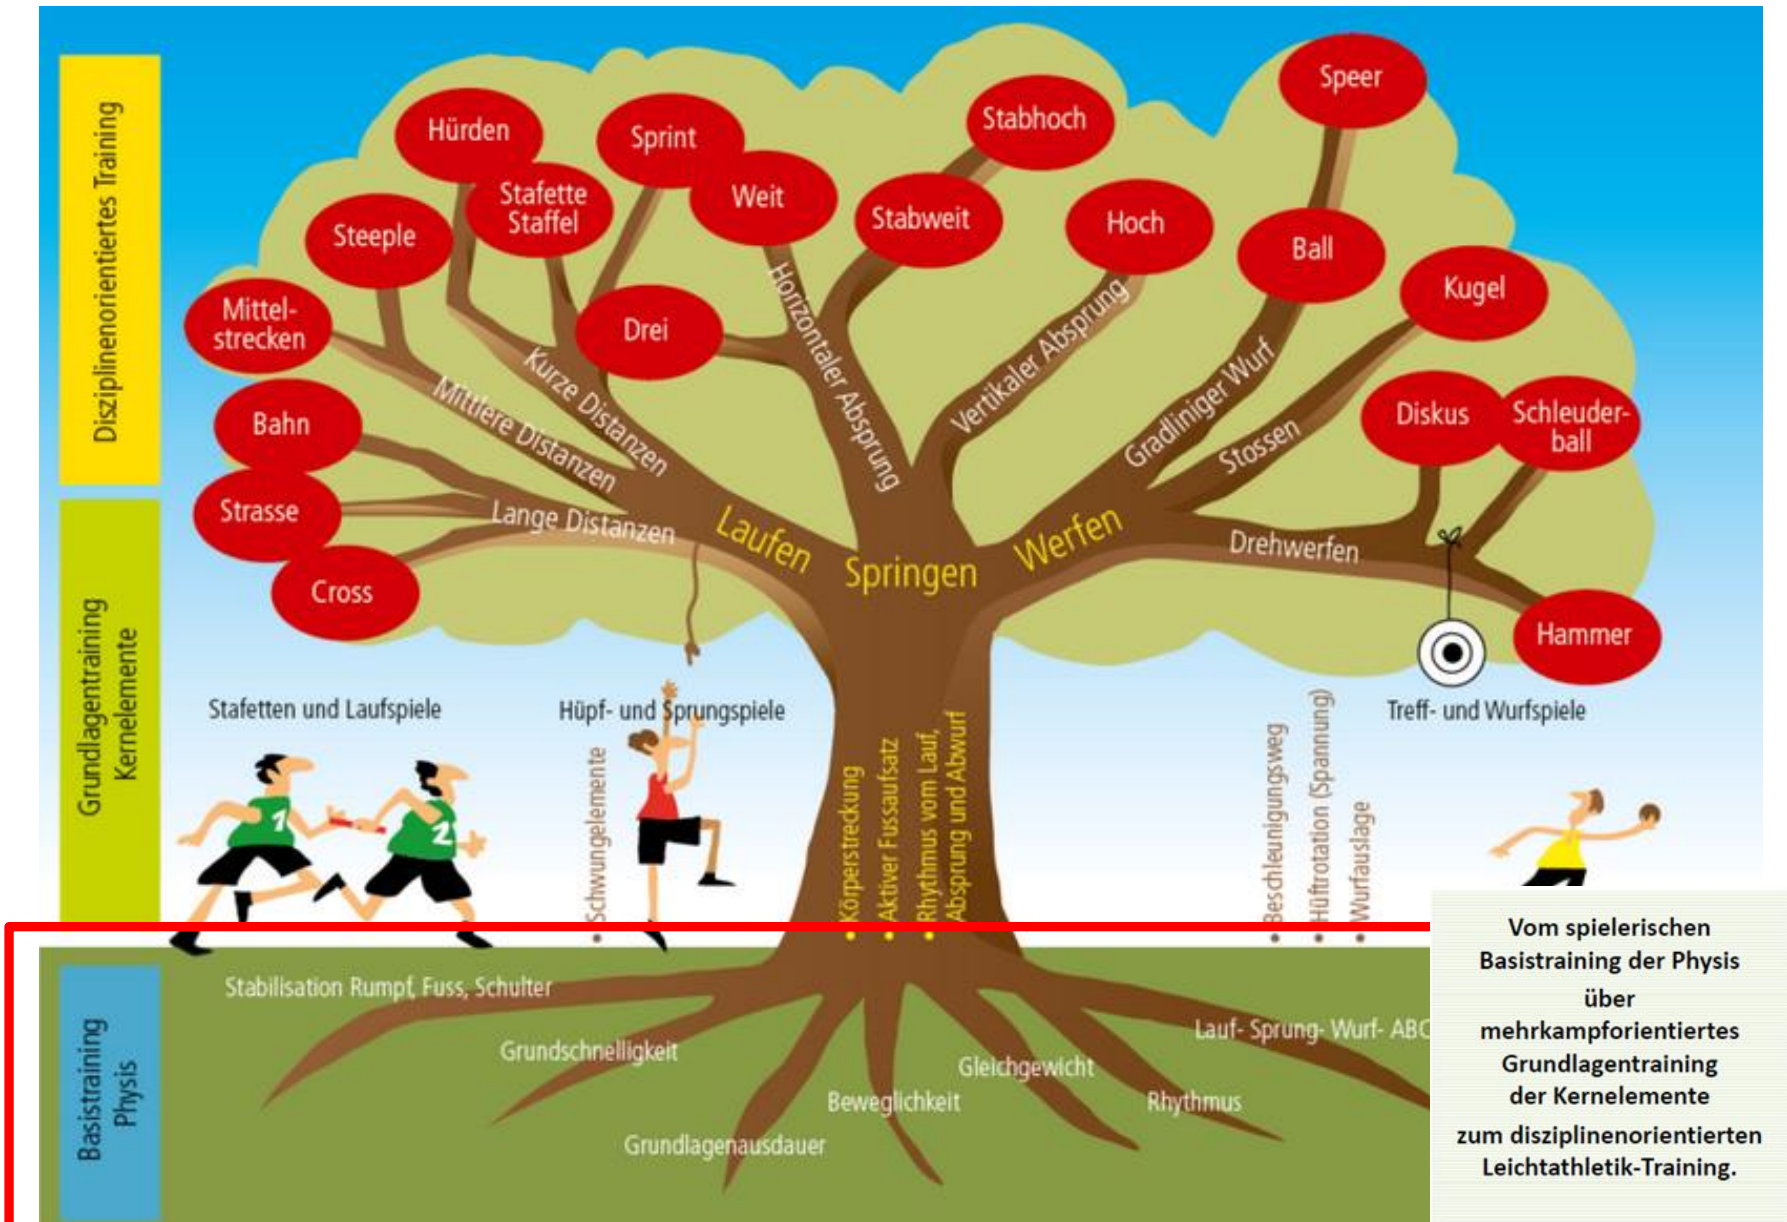 Disziplinenorientiertes Training
Grundlagentraining
Kernelemente
Basistraining
Physis
Hürden
Sprint
Stabhoch
Speer
Stafette
Staffel
Weit
Steeple
Stabweit
Hoch
Ball
Mittel-
strecken
Drei
Kugel
Bahn
Diskus
Schleuder-
ball
Strasse
Cross
Hammer
Kurze Distanzen
Mittlere Distanzen
Lange Distanzen
Horizontaler Absprung
Vertikaler Absprung
Gradliniger Wurf
Stossen
Drehwerfen
Laufen
Springen
Werfen
Stafetten und Laufspiele
Hüpf- und Sprungspiele
Treff- und Wurfspiele
1
2
• Schwungelemente
• Körperstreckung
• Aktiver Fussaufsatz
• Rhythmus vom Lauf,
Absprung und Abwurf
• Beschleunigungsweg
• Hüftrotation (Spannung)
• Wurfauslage
Stabilisation Rumpf, Fuss, Schulter
Grundschnelligkeit
Grundlagenausdauer
Beweglichkeit
Gleichgewicht
Rhythmus
Lauf- Sprung- Wurf- ABC
Vom spielerischen
Basistraining der Physis
über
mehrkampforientiertes
Grundlagentraining
der Kernelemente
zum disziplinenorientierten
Leichtathletik-Training.